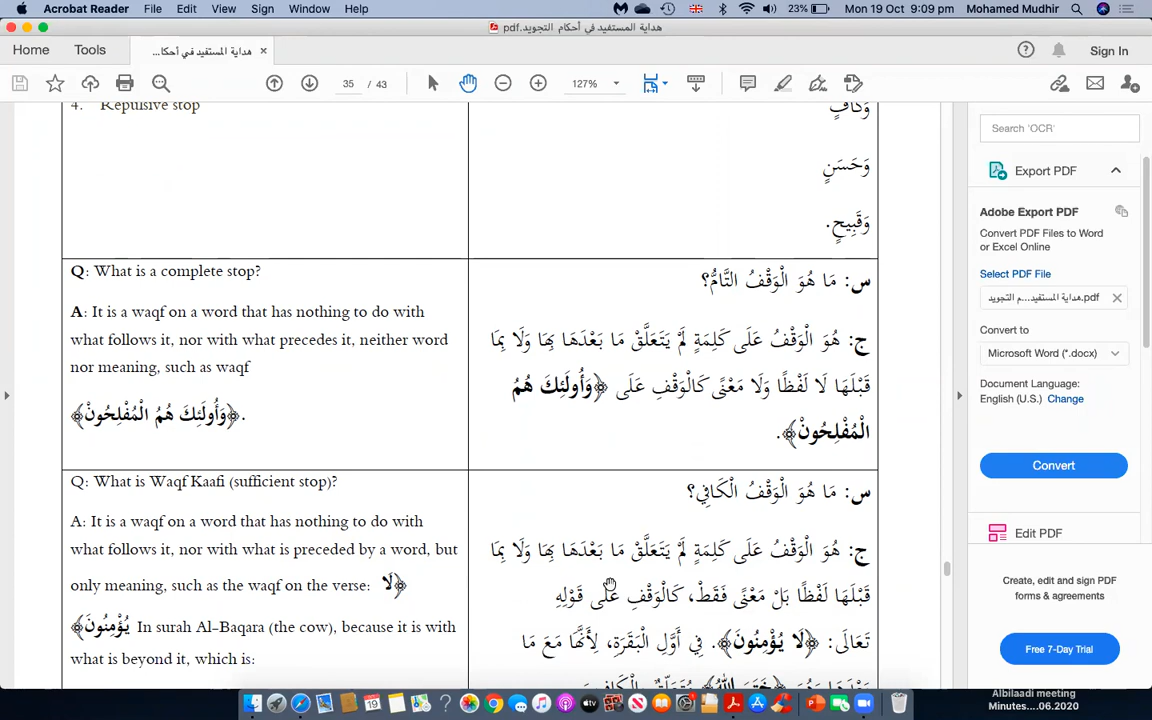 Acrobat Reader File Edit View Sign Window Help 23% Mon 19 Oct 9:09 pm Mohamed Mudhir
هداية المستفيد في أحكام التجويد.pdf
Home Tools هداية المستفيد في أحكا... × Sign In
35 / 43 127%
4. Repulsive stop
وَكَافٍ
وَحَسَنٍ
وَقَبِيحٍ.
Q: What is a complete stop?
A: It is a waqf on a word that has nothing to do with
what follows it, nor with what precedes it, neither word
nor meaning, such as waqf
﴿وَأُولَئِكَ هُمُ الْمُفْلِحُونْ﴾.
س: مَا هُوَ الْوَقْفُ التَّامُّ؟
ج: هُوَ الْوَقْفُ عَلَى كَلِمَةٍ لَمْ يَتَعَلَّقْ مَا بَعْدَهَا بِهَا وَلَا بِمَا
قَبْلَهَا لَا لَفْظًا وَلَا مَعْنًى كَالْوَقْفِ عَلَى ﴿وَأُولَئِكَ هُمُ
الْمُفْلِحُونْ﴾.
Q: What is Waqf Kaafi (sufficient stop)?
A: It is a waqf on a word that has nothing to do with
what follows it, nor with what is preceded by a word, but
only meaning, such as the waqf on the verse: ﴿لَا
يُؤْمِنُونَ﴾ In surah Al-Baqara (the cow), because it is with
what is beyond it, which is:
س: مَا هُوَ الْوَقْفُ الْكَافِي؟
ج: هُوَ الْوَقْفُ عَلَى كَلِمَةٍ لَمْ يَتَعَلَّقْ مَا بَعْدَهَا بِهَا وَلَا بِمَا
قَبْلَهَا لَفْظًا بَلْ مَعْنًى فَقَطْ، كَالْوَقْفِ عَلَى قَوْلِهِ
تَعَالَى: ﴿لَا يُؤْمِنُونَ﴾. فِي أَوَّلِ الْبَقَرَةِ، لِأَنَّهَا مَعَ مَا
Search 'OCR'
Export PDF
Adobe Export PDF
Convert PDF Files to Word
or Excel Online
Select PDF File
هداية المستفيد...م التجويد.pdf ×
Convert to
Microsoft Word (*.docx)
Document Language:
English (U.S.) Change
Convert
Edit PDF
Create, edit and sign PDF
forms & agreements
Free 7-Day Trial
Albilaadi meeting
Minutes....06.2020